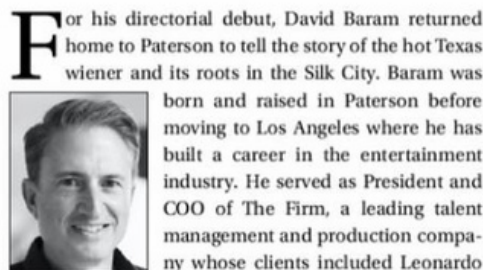 For his directorial debut, David Baram returned
home to Paterson to tell the story of the hot Texas
wiener and its roots in the Silk City. Baram was
born and raised in Paterson before
moving to Los Angeles where he has
built a career in the entertainment
industry. He served as President and
COO of The Firm, a leading talent
management and production compa-
ny whose clients included Leonardo